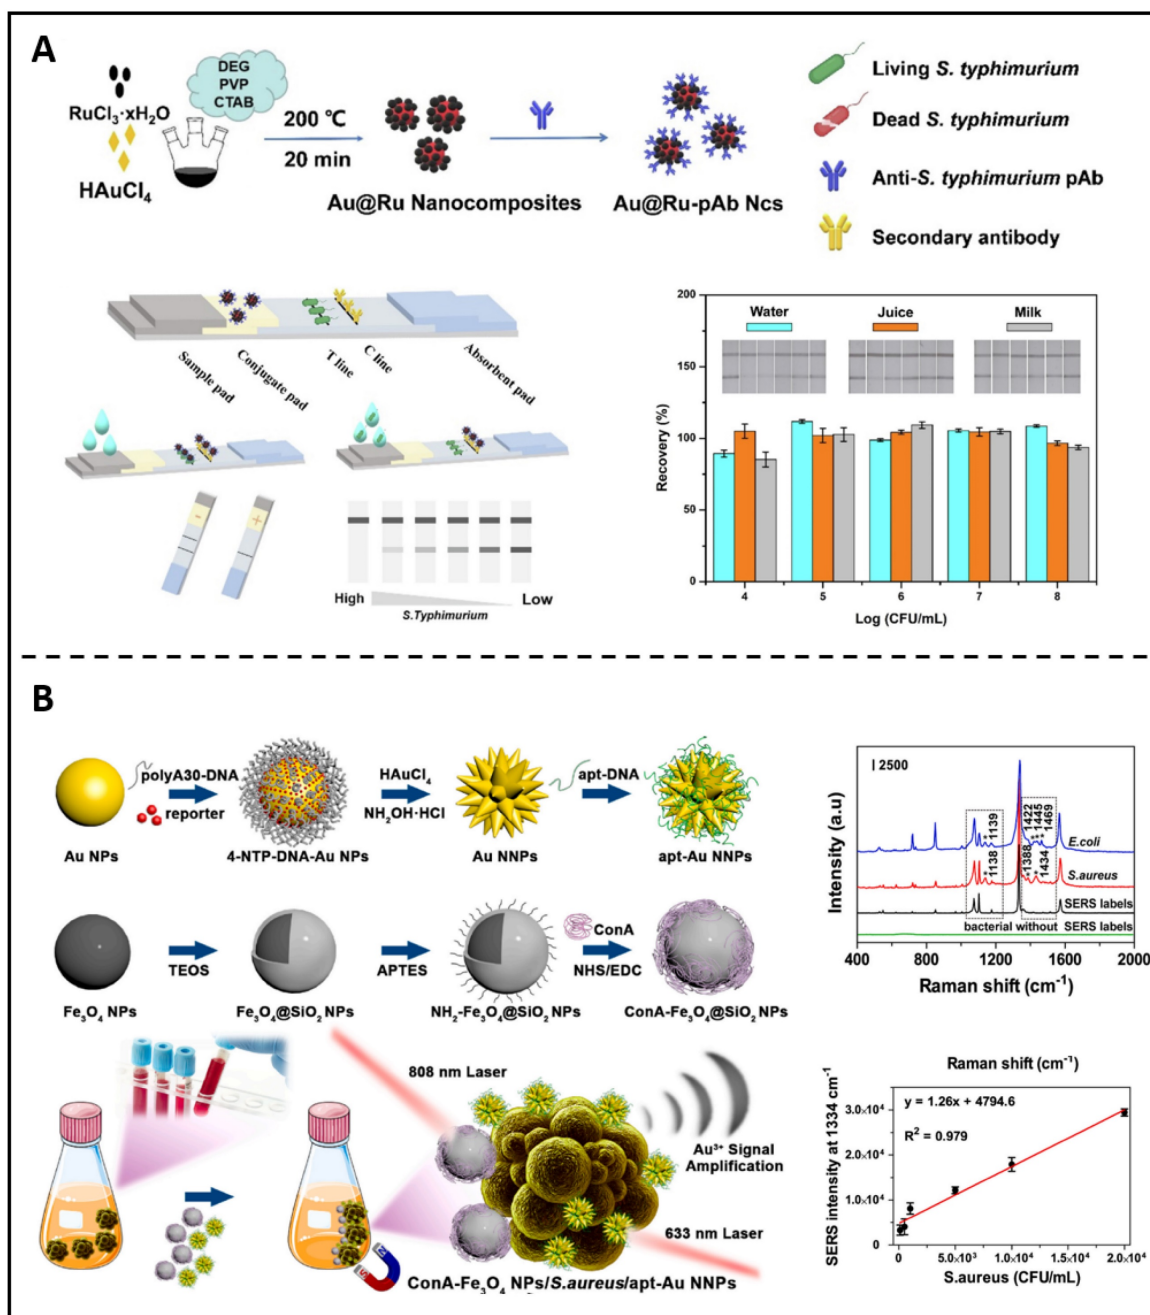 A
DEG
PVP
CTAB
RuCl₃·xH₂O
HAuCl₄
200 ℃
20 min
Au@Ru Nanocomposites
Au@Ru-pAb Ncs
Living S. typhimurium
Dead S. typhimurium
Anti-S. typhimurium pAb
Secondary antibody
Sample pad
Conjugate pad
T line
C line
Absorbent pad
-
+
High
Low
S.Typhimurium
Water
Juice
Milk
200
150
100
50
0
Recovery (%)
4
5
6
7
8
Log (CFU/mL)
B
polyA30-DNA
reporter
HAuCl₄
NH₂OH·HCl
apt-DNA
Au NPs
4-NTP-DNA-Au NPs
Au NNPs
apt-Au NNPs
TEOS
APTES
ConA
NHS/EDC
Fe₃O₄ NPs
Fe₃O₄@SiO₂ NPs
NH₂-Fe₃O₄@SiO₂ NPs
ConA-Fe₃O₄@SiO₂ NPs
808 nm Laser
Au³⁺ Signal
Amplification
633 nm Laser
S
N
ConA-Fe₃O₄ NPs/S.aureus/apt-Au NNPs
I 2500
Intensity (a.u)
*1139
1422
*1445
*1469
E.coli
*1138
*1388
*1434
S.aureus
SERS labels
bacterial without
SERS labels
400
800
1200
1600
2000
Raman shift (cm⁻¹)
Raman shift (cm⁻¹)
y = 1.26x + 4794.6
R² = 0.979
SERS intensity at 1334 cm⁻¹
3.0×10⁴
2.0×10⁴
1.0×10⁴
0
0
5.0×10³
1.0×10⁴
2.0×10⁴
S.aureus (CFU/mL)